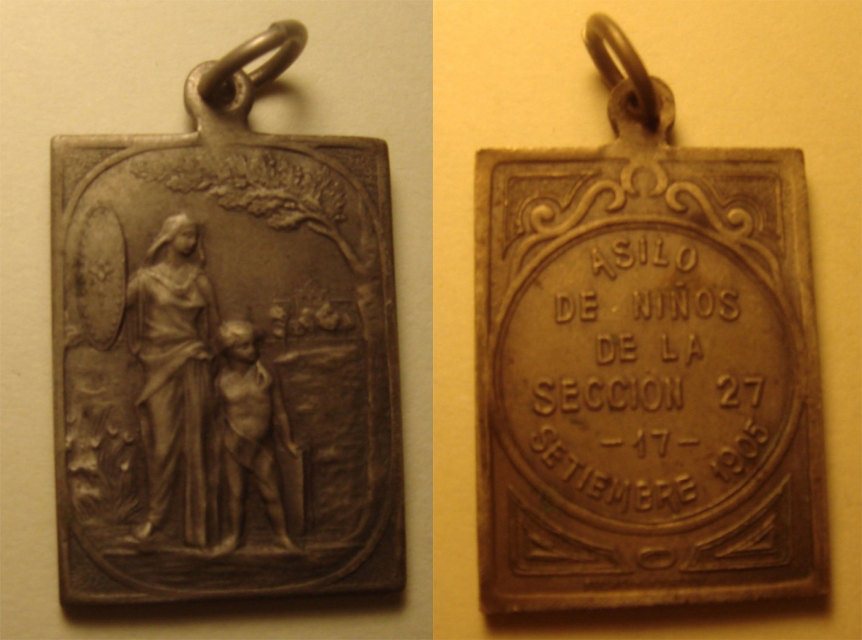 ASILO
DE NIÑOS
DE LA
SECCION 27
-17-
SETIEMBRE 1905